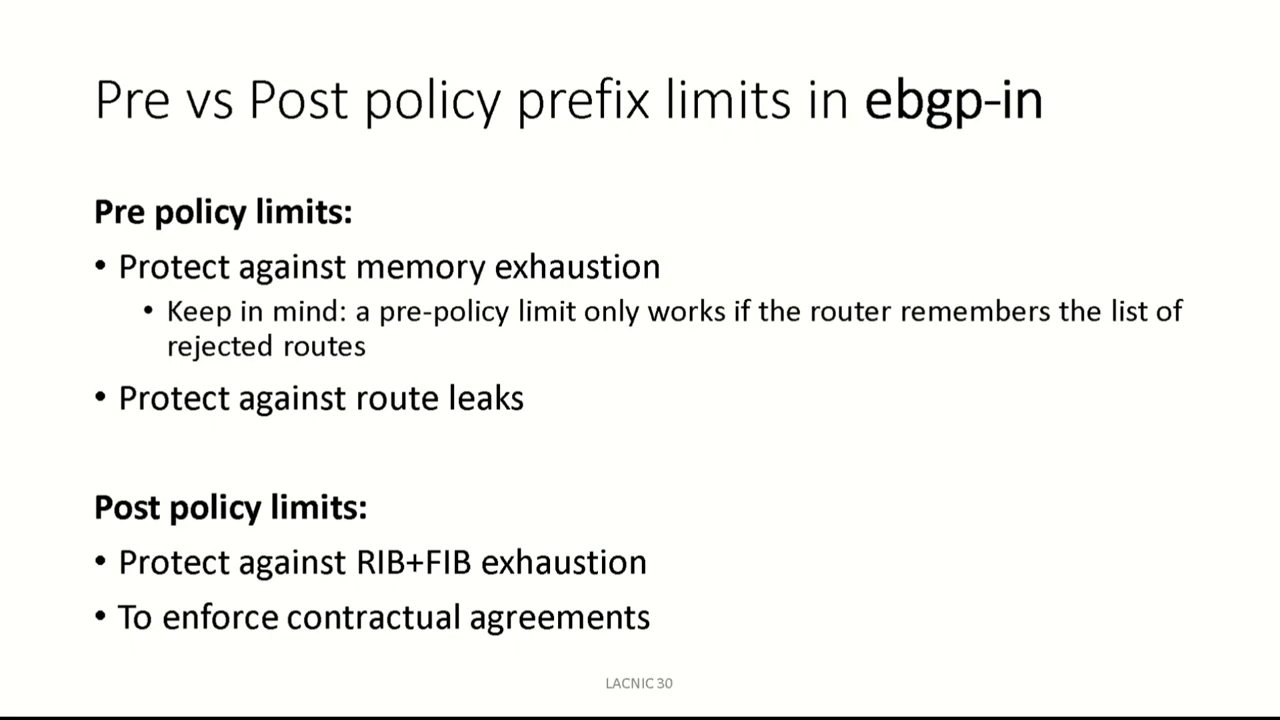 Pre vs Post policy prefix limits in ebgp-in
Pre policy limits:
• Protect against memory exhaustion
• Keep in mind: a pre-policy limit only works if the router remembers the list of
rejected routes
• Protect against route leaks
Post policy limits:
• Protect against RIB+FIB exhaustion
• To enforce contractual agreements
LACNIC 30